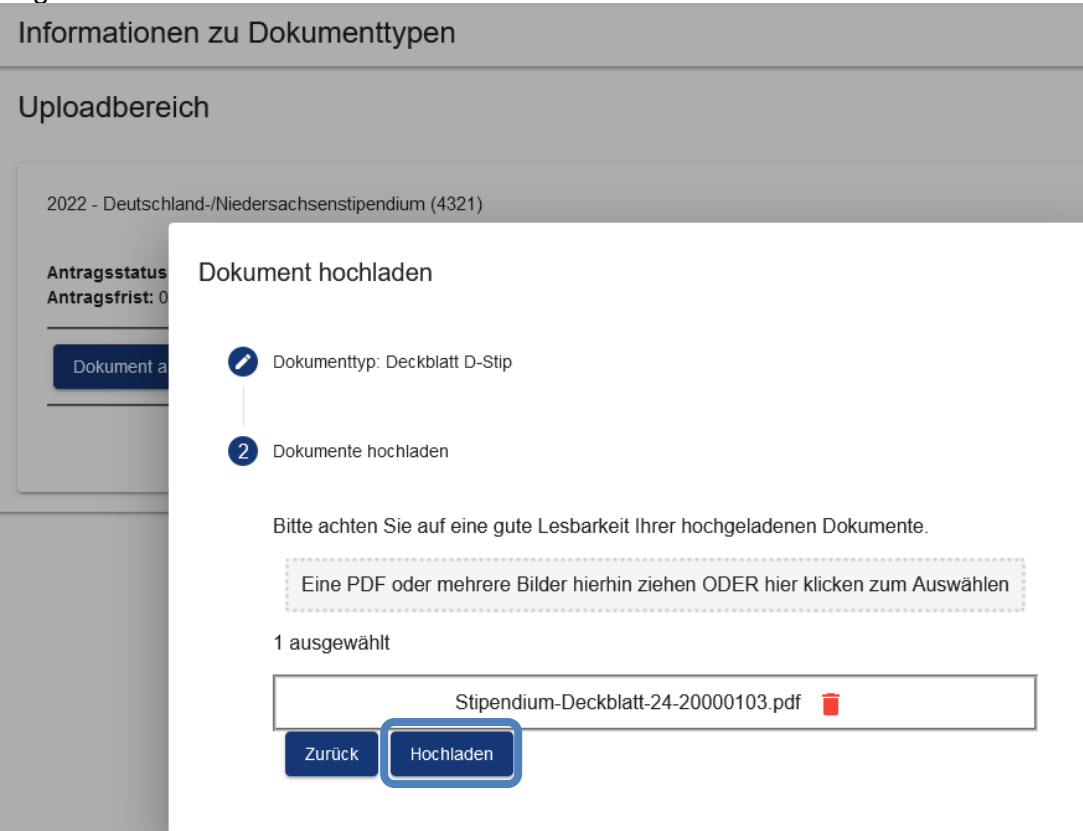 Informationen zu Dokumenttypen
Uploadbereich
2022 - Deutschland-/Niedersachsenstipendium (4321)
Antragsstatus
Antragsfrist: 0
Dokument a
Dokument hochladen
Dokumenttyp: Deckblatt D-Stip
2 Dokumente hochladen
Bitte achten Sie auf eine gute Lesbarkeit Ihrer hochgeladenen Dokumente.
Eine PDF oder mehrere Bilder hierhin ziehen ODER hier klicken zum Auswählen
1 ausgewählt
Stipendium-Deckblatt-24-20000103.pdf
Zurück Hochladen